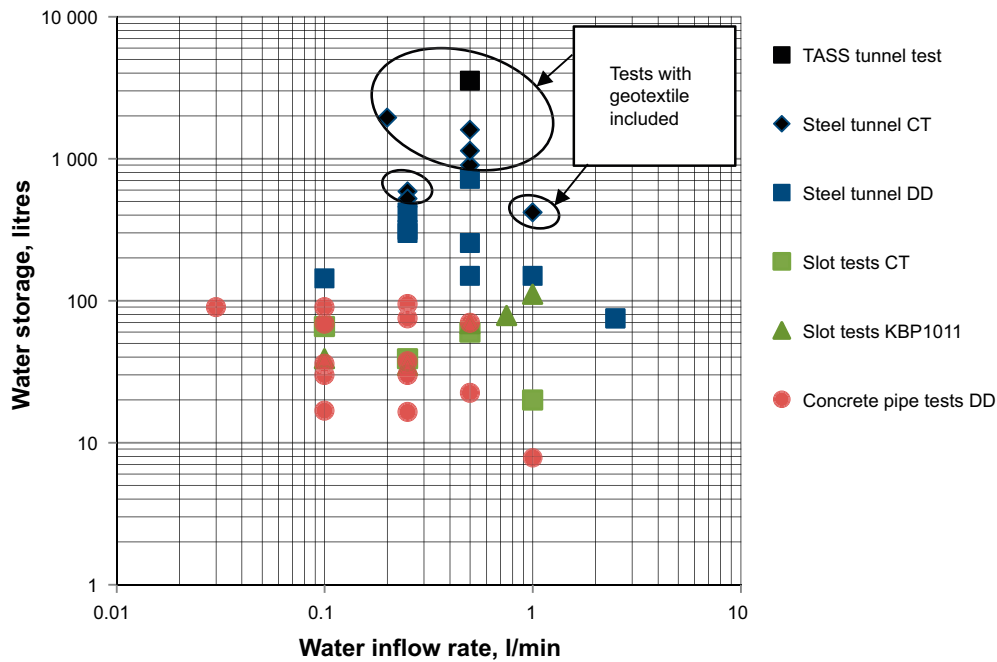 10 000
1 000
100
10
1
0.01
0.1
1
10
Water storage, litres
Water inflow rate, l/min
Tests with
geotextile
included
TASS tunnel test
Steel tunnel CT
Steel tunnel DD
Slot tests CT
Slot tests KBP1011
Concrete pipe tests DD